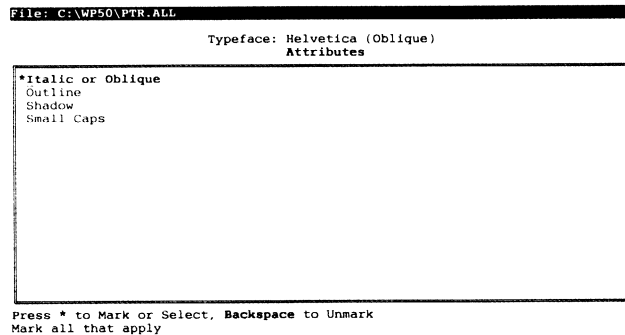 File: C:\WP50\PTR.ALL
Typeface: Helvetica (Oblique)
Attributes
*Italic or Oblique
Outline
Shadow
Small Caps
Press * to Mark or Select, Backspace to Unmark
Mark all that apply